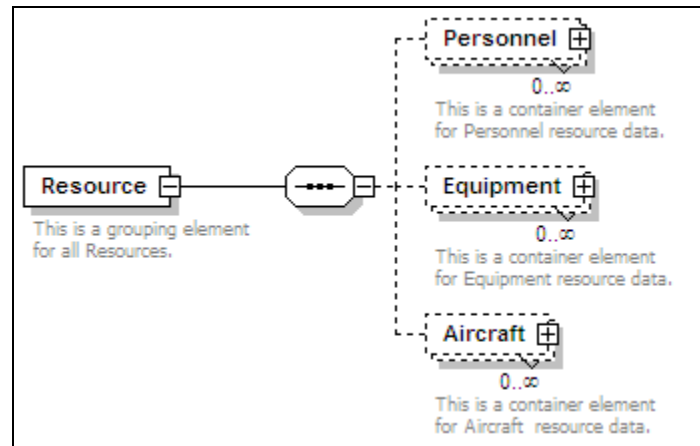 Personnel
0..∞
This is a container element
for Personnel resource data.
Resource
This is a grouping element
for all Resources.
Equipment
0..∞
This is a container element
for Equipment resource data.
Aircraft
0..∞
This is a container element
for Aircraft resource data.